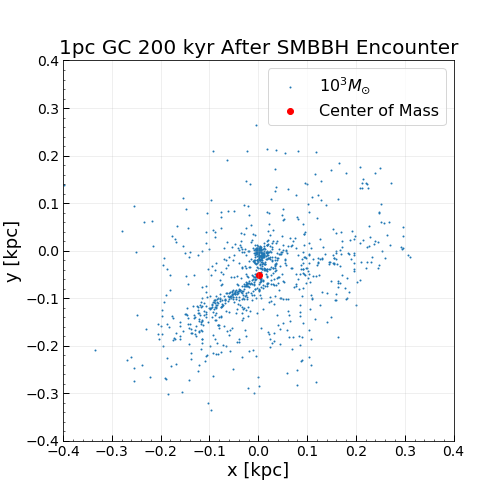 1pc GC 200 kyr After SMBBH Encounter
10³M☉
Center of Mass
y [kpc]
0.4
0.3
0.2
0.1
0.0
−0.1
−0.2
−0.3
−0.4
−0.4 −0.3 −0.2 −0.1 0.0 0.1 0.2 0.3 0.4
x [kpc]